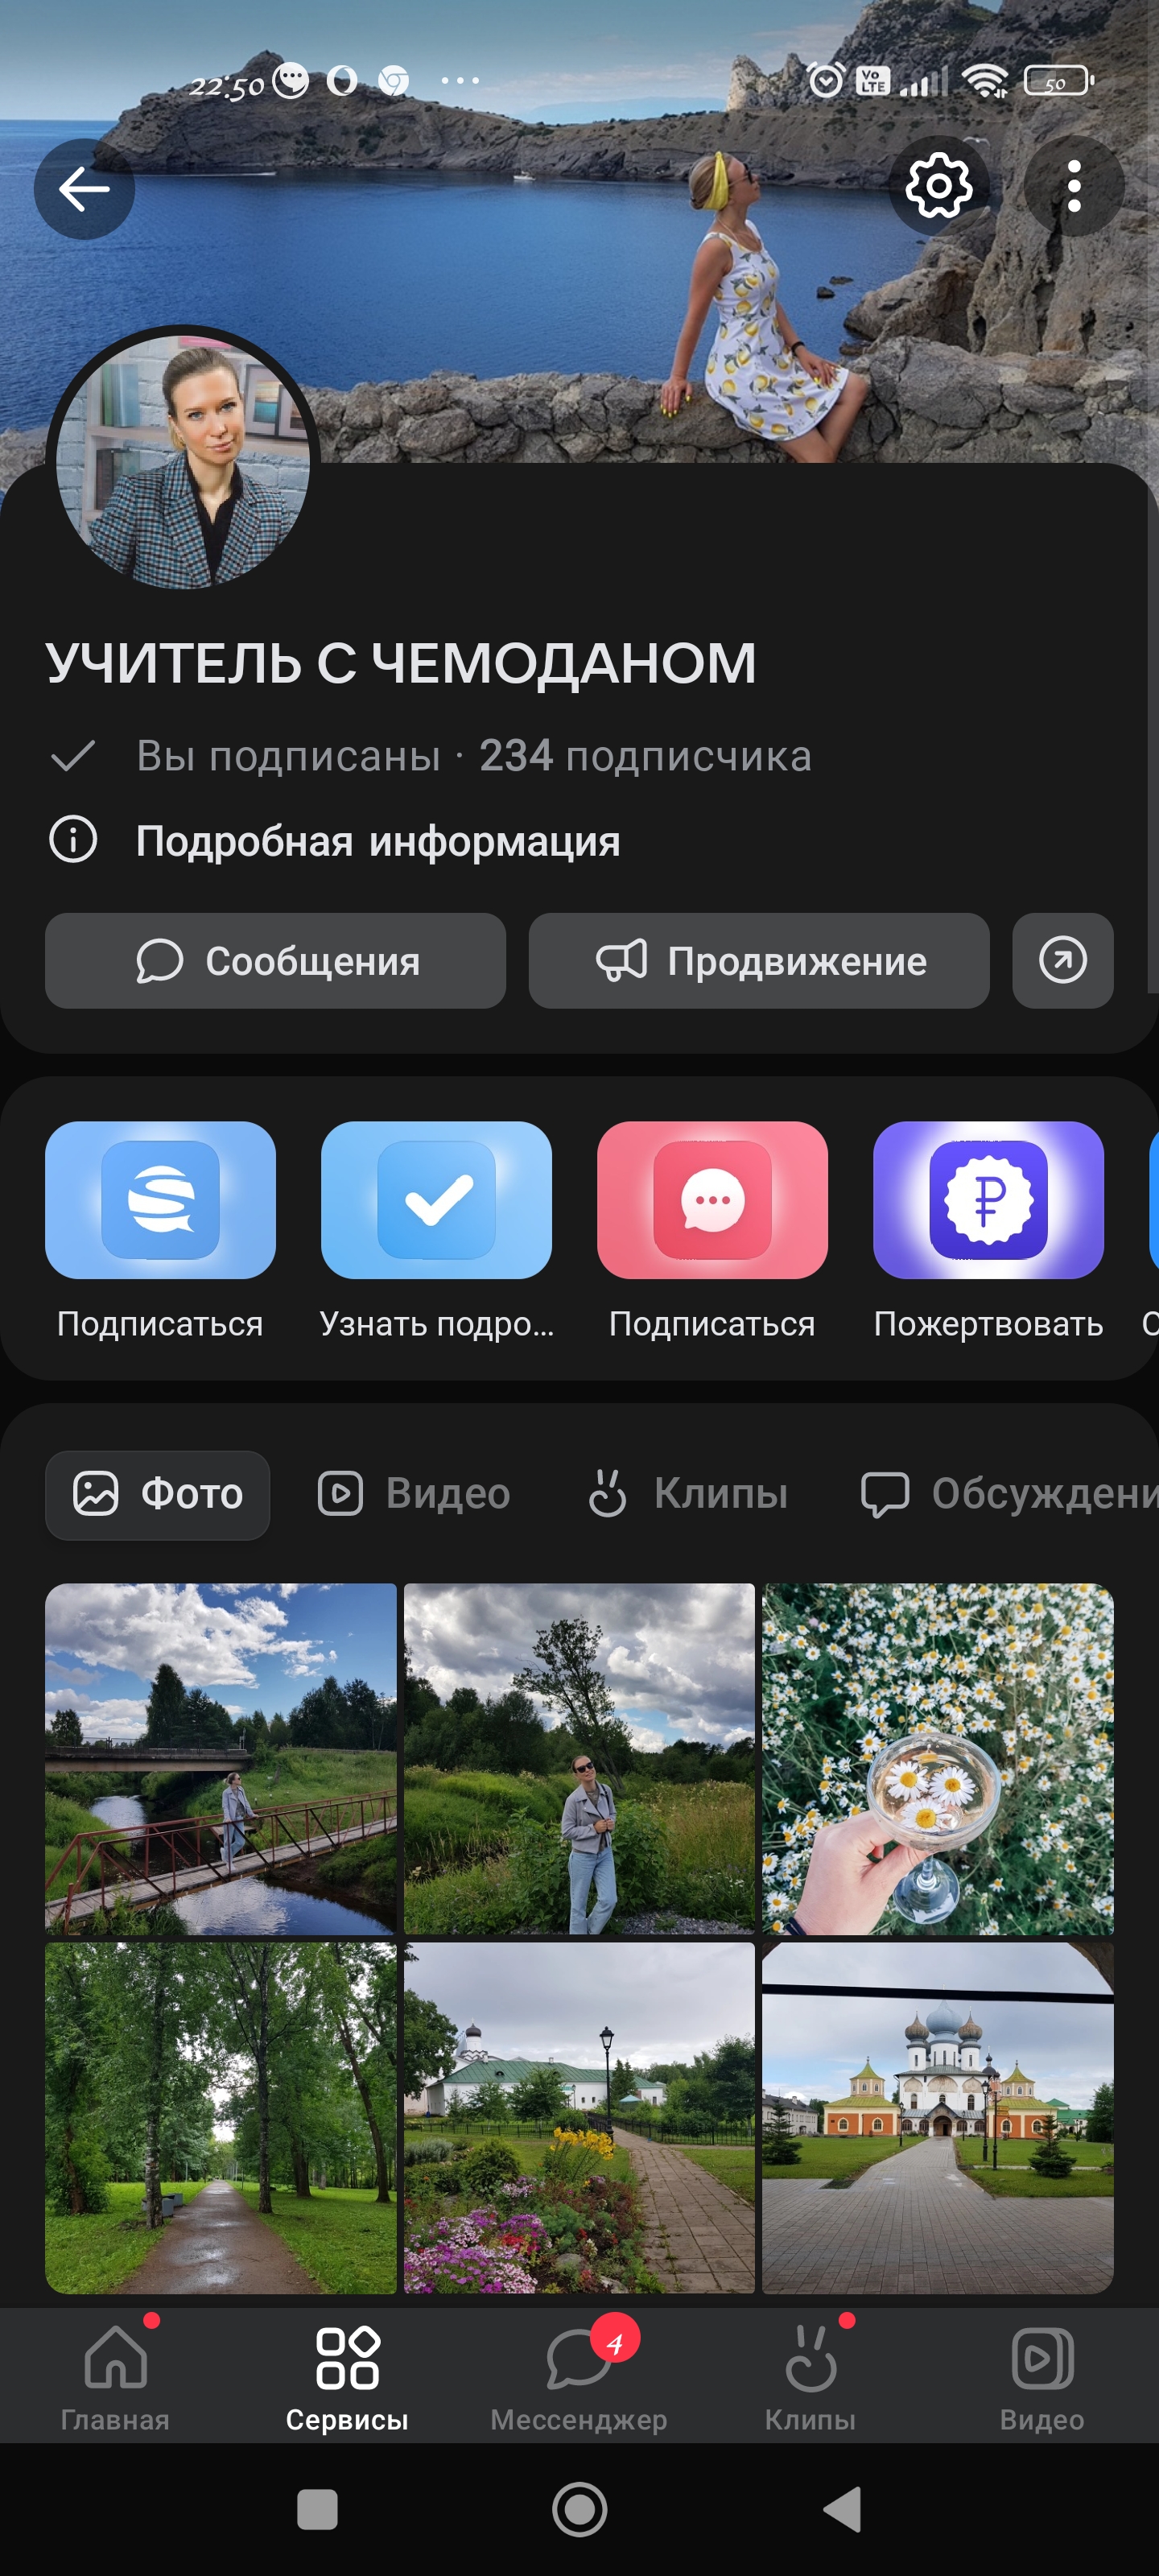 22:50
Vo LTE
50
УЧИТЕЛЬ С ЧЕМОДАНОМ
Вы подписаны · 234 подписчика
Подробная информация
Сообщения Продвижение
Подписаться Узнать подро... Подписаться Пожертвовать
Фото Видео Клипы Обсуждени
4
Главная Сервисы Мессенджер Клипы Видео